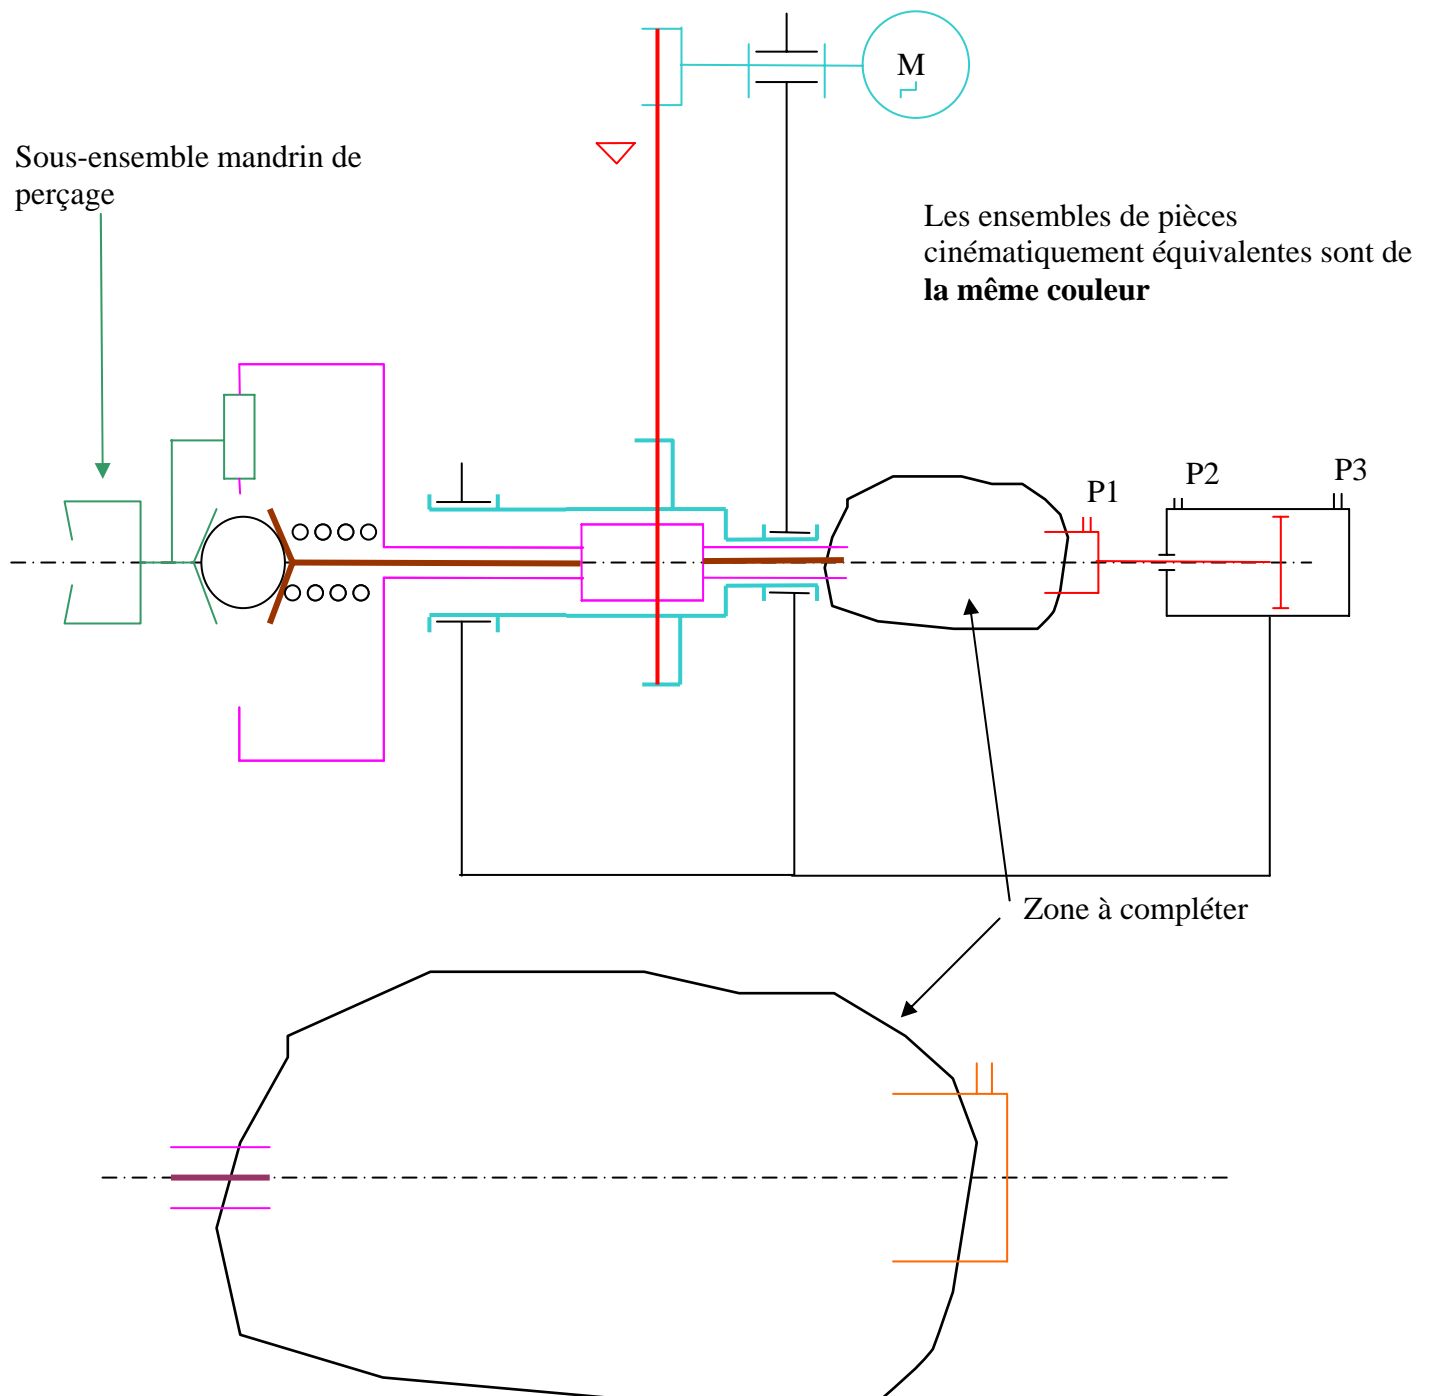 M
Sous-ensemble mandrin de
perçage
Les ensembles de pièces
cinématiquement équivalentes sont de
la même couleur
P1
P2
P3
Zone à compléter